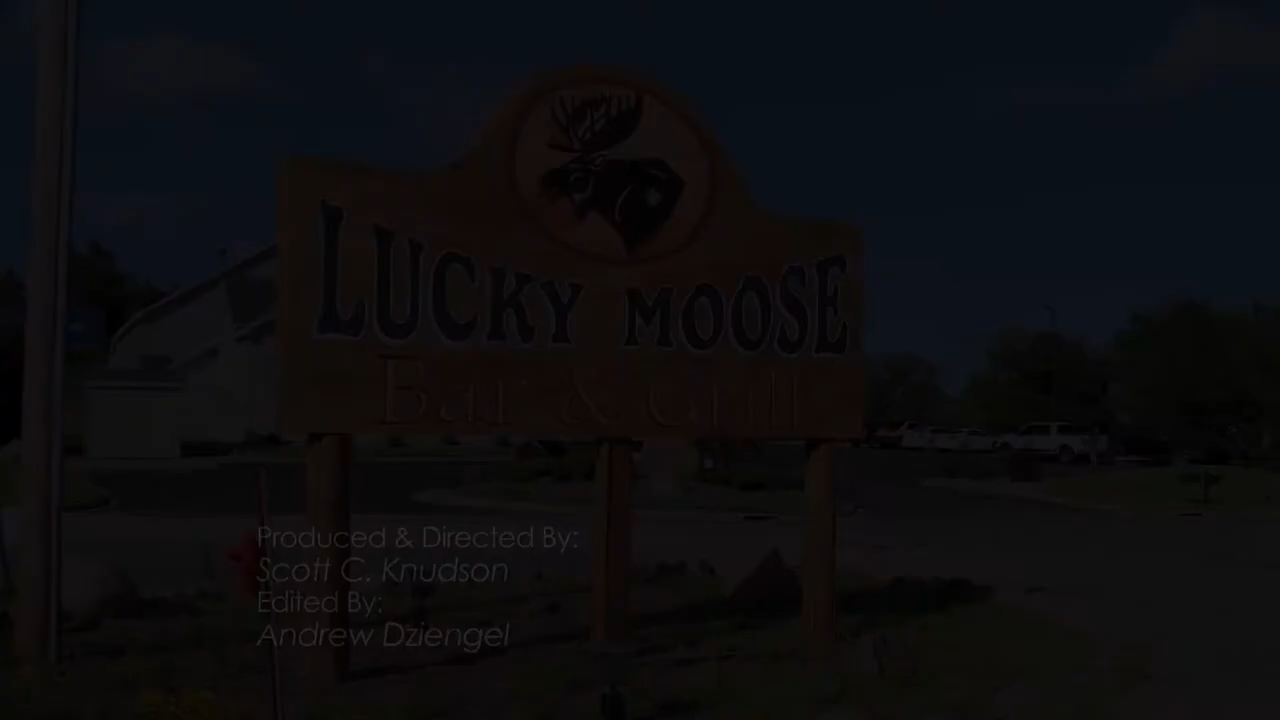 LUCKY MOOSE
Bar & Grill
Produced & Directed By:
Scott C. Knudson
Edited By:
Andrew Dziengel